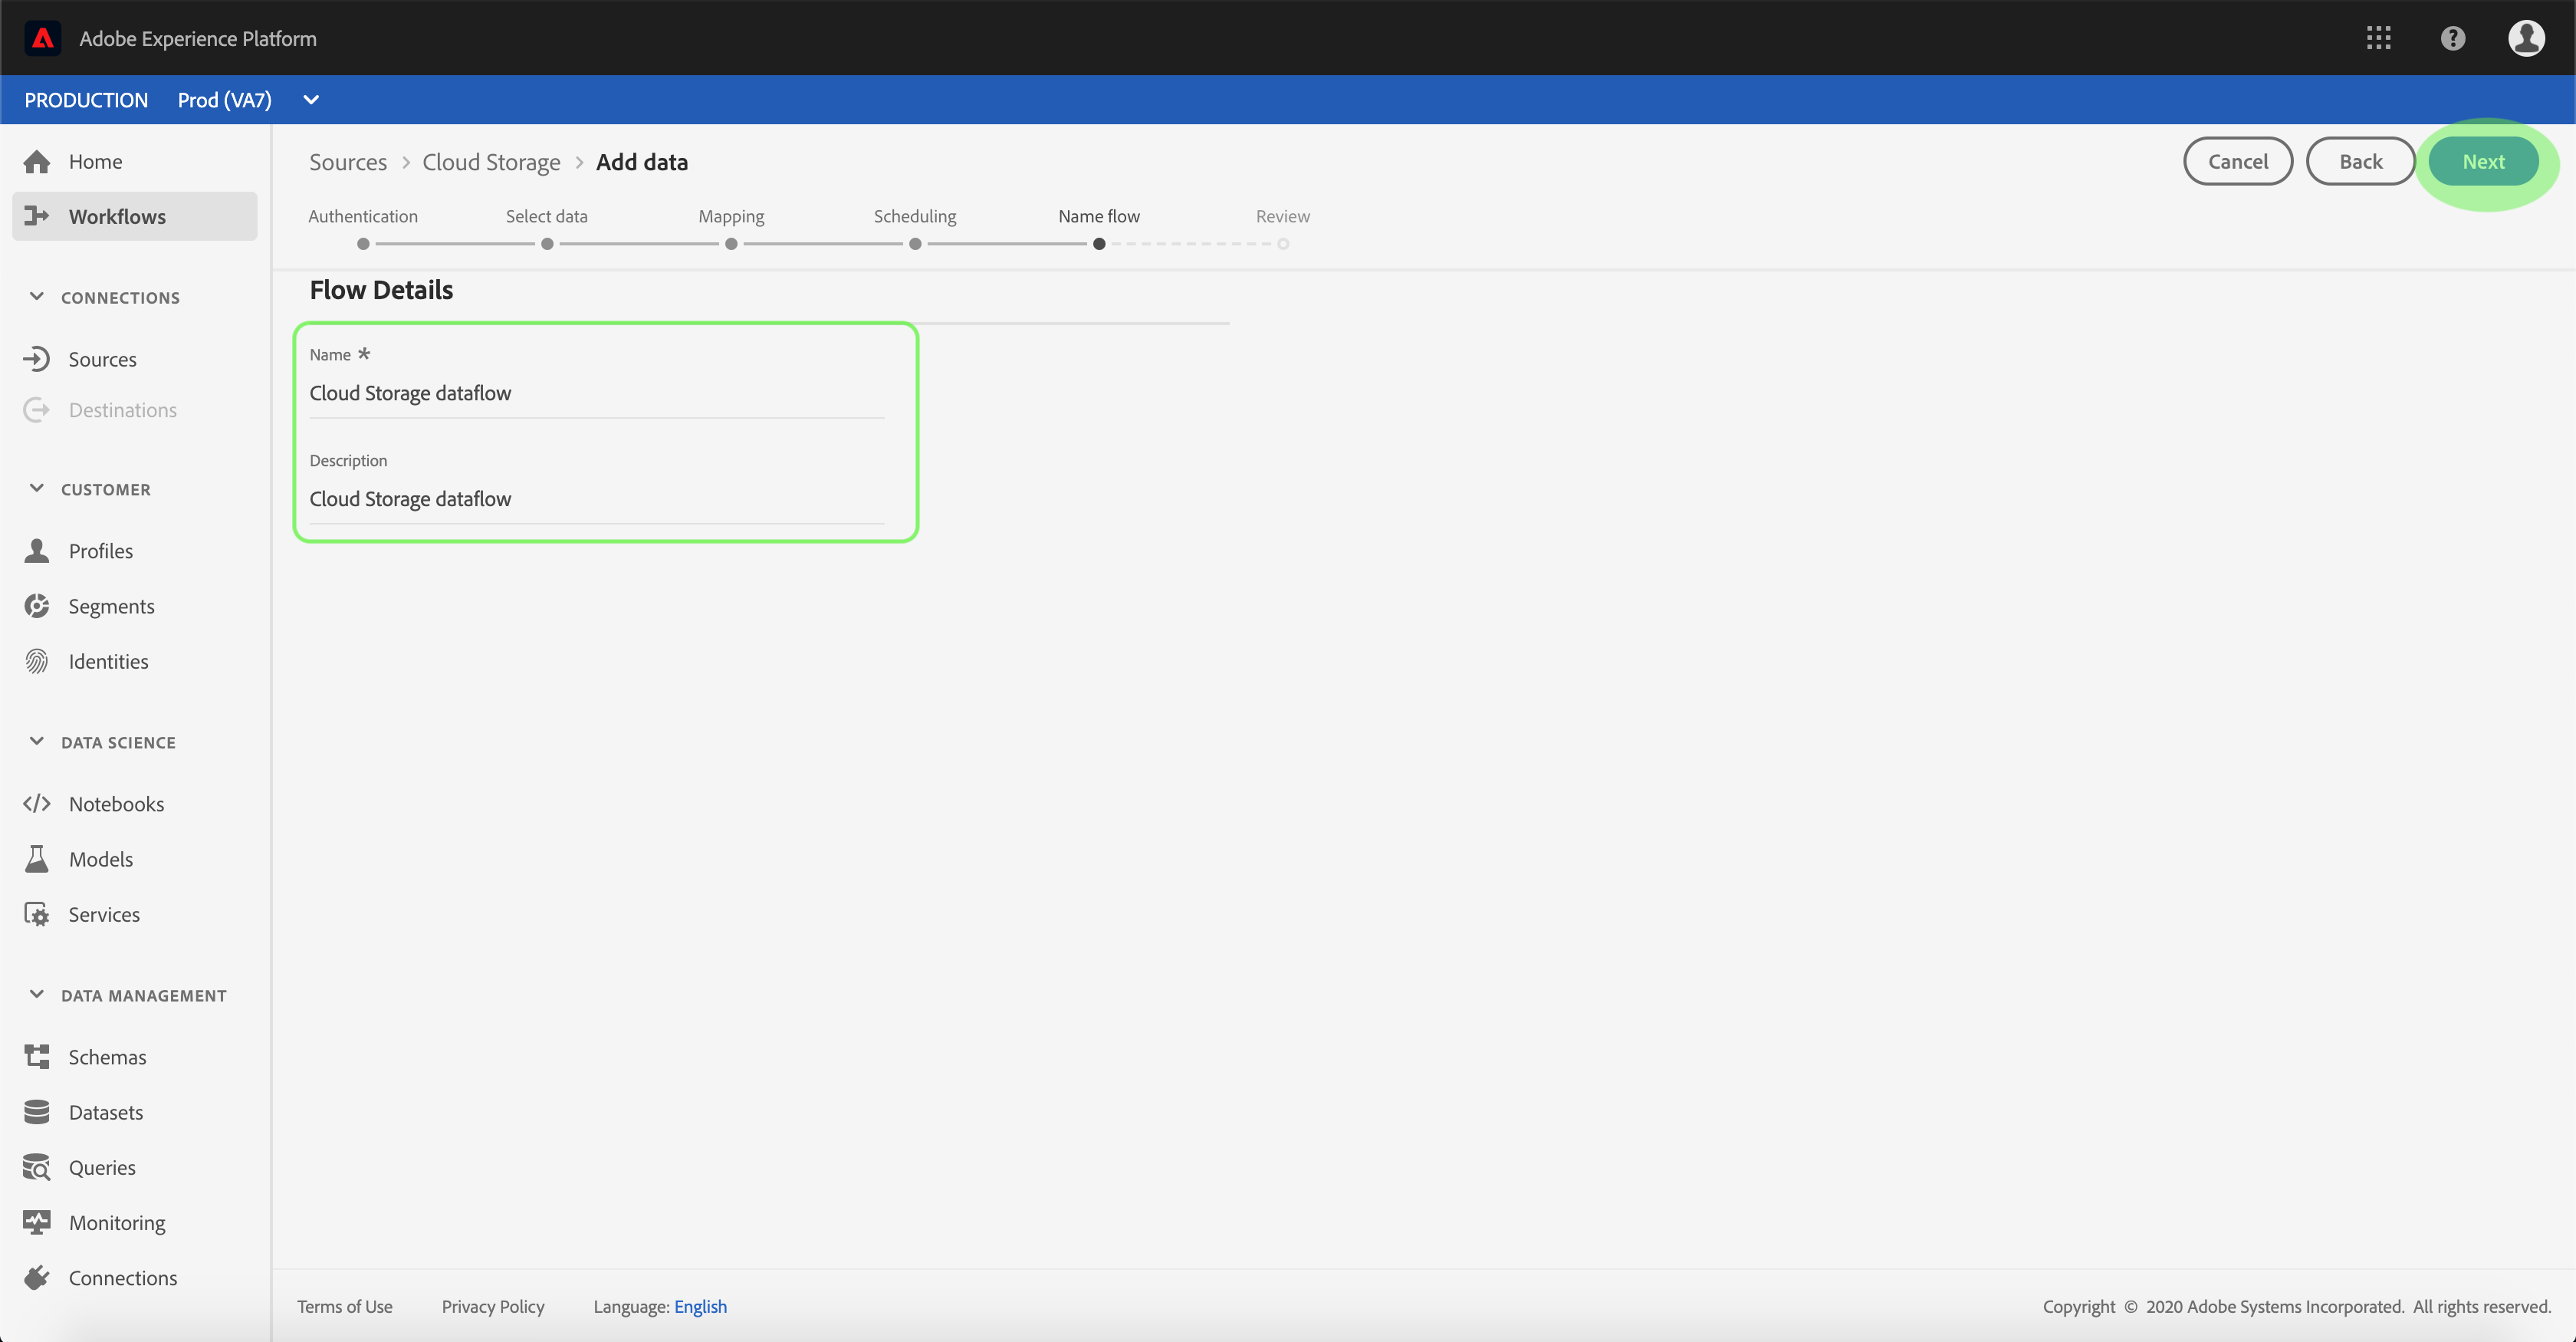 Adobe Experience Platform
PRODUCTION Prod (VA7)
Home
Workflows
CONNECTIONS
Sources
Destinations
CUSTOMER
Profiles
Segments
Identities
DATA SCIENCE
Notebooks
Models
Services
DATA MANAGEMENT
Schemas
Datasets
Queries
Monitoring
Connections
Sources > Cloud Storage > Add data
Cancel Back Next
Authentication Select data Mapping Scheduling Name flow Review
Flow Details
Name *
Cloud Storage dataflow
Description
Cloud Storage dataflow
Terms of Use Privacy Policy Language: English
Copyright © 2020 Adobe Systems Incorporated. All rights reserved.